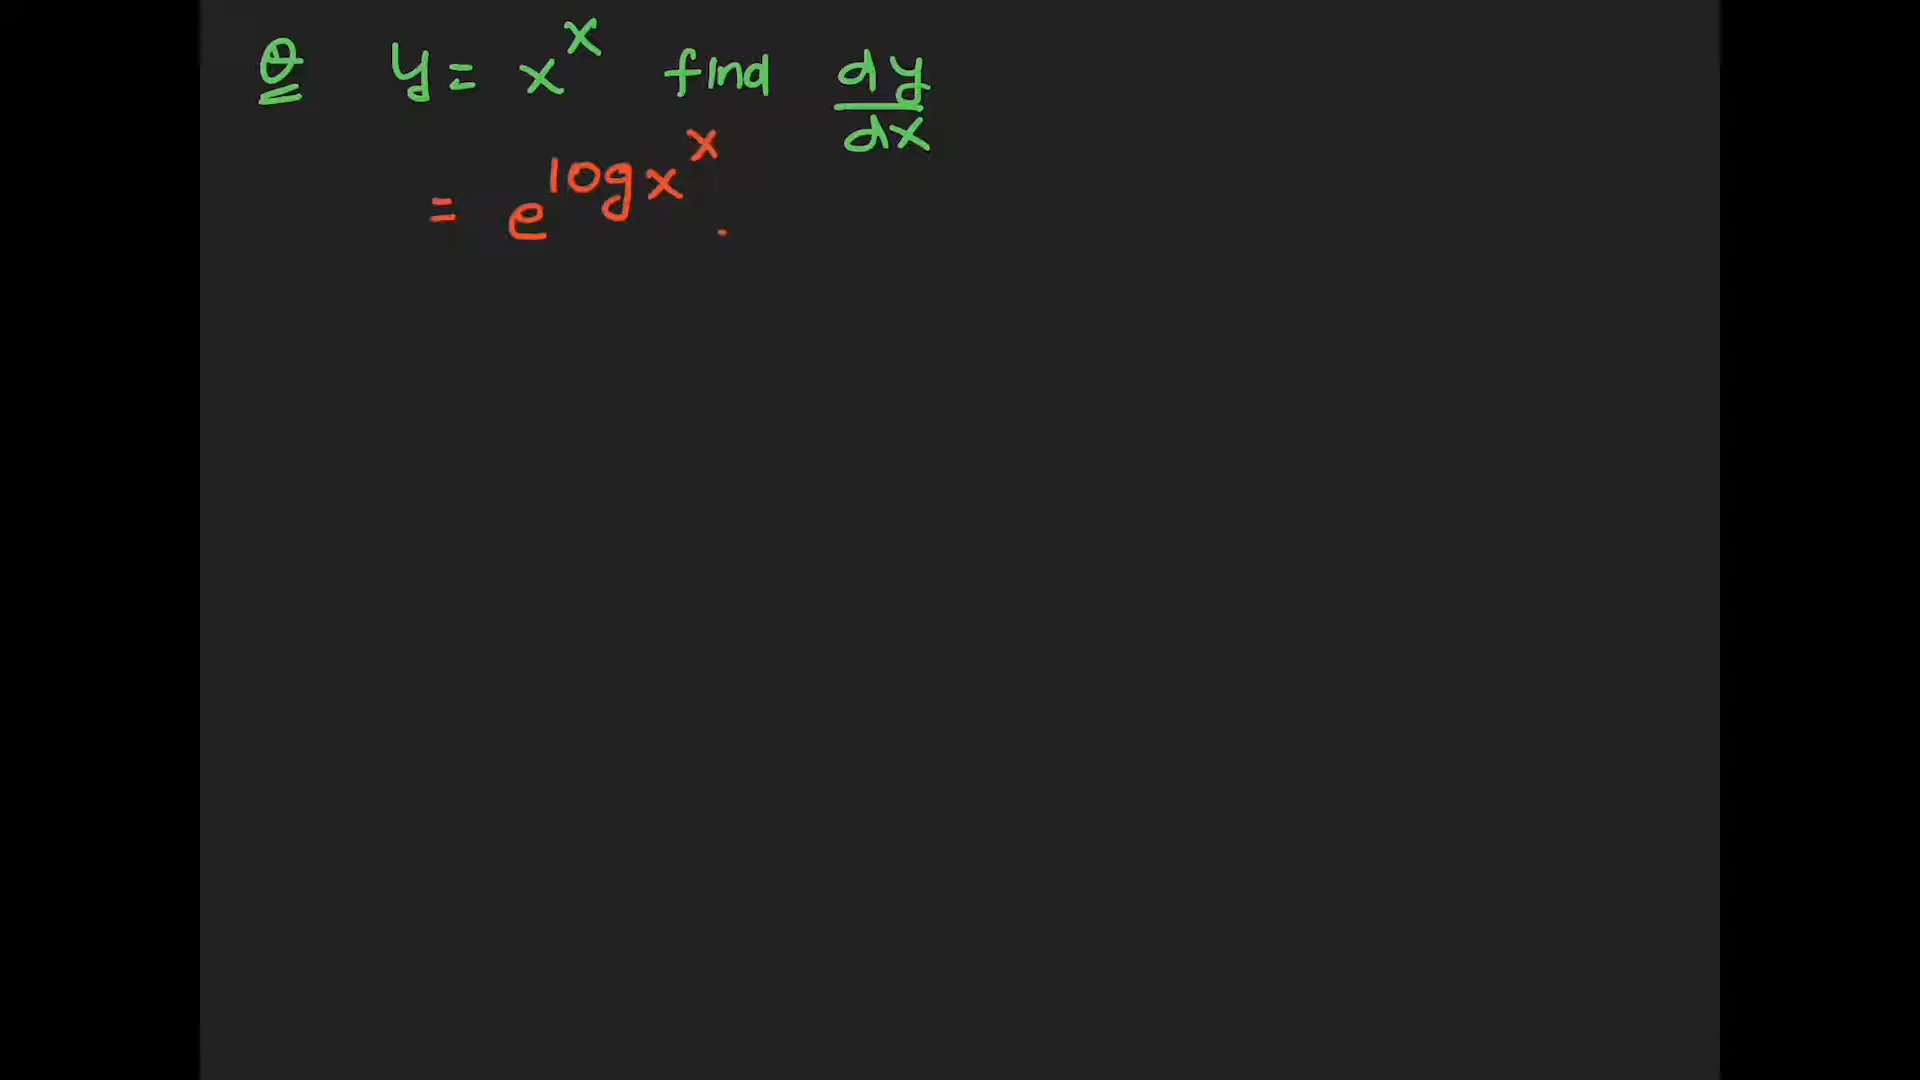 Q y = x^x find dy/dx
= e^{log x^x} .